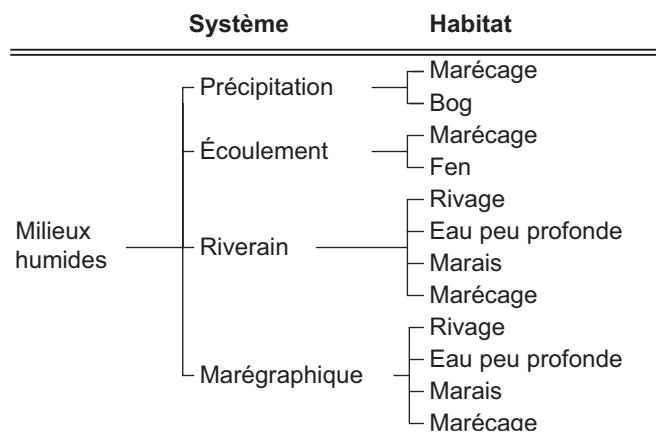 Système Habitat
Marécage
Précipitation
Bog
Marécage
Écoulement
Fen
Rivage
Eau peu profonde
Milieux
humides
Riverain
Marais
Marécage
Rivage
Eau peu profonde
Marégraphique
Marais
Marécage